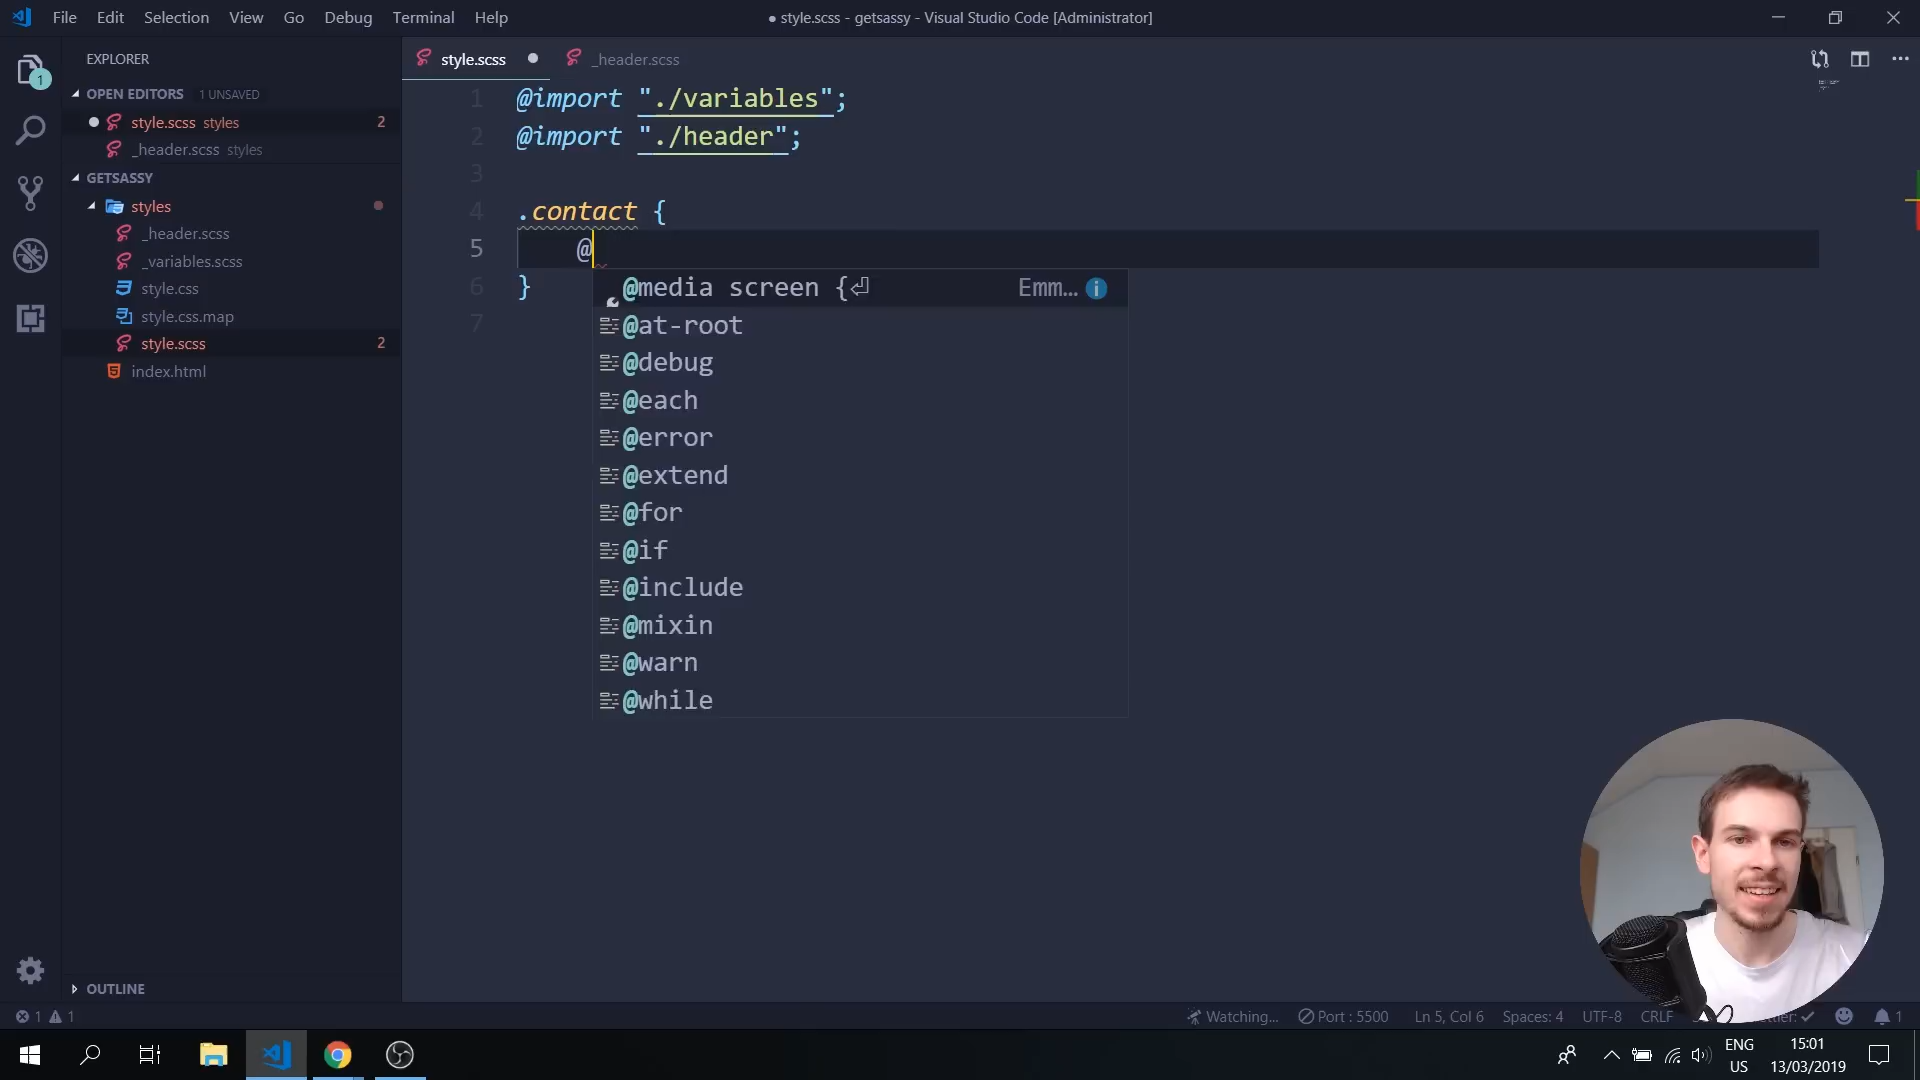 File Edit Selection View Go Debug Terminal Help
● style.scss - getsassy - Visual Studio Code [Administrator]
EXPLORER
1
OPEN EDITORS 1 UNSAVED
style.scss styles 2
_header.scss styles
GETSASSY
styles
_header.scss
_variables.scss
style.css
style.css.map
style.scss 2
index.html
OUTLINE
style.scss
_header.scss
1 @import "./variables";
2 @import "./header";
3
4 .contact {
5 @
6 }
7
@media screen {⏎ Emm...
@at-root
@debug
@each
@error
@extend
@for
@if
@include
@mixin
@warn
@while
1 1
Watching... Port : 5500 Ln 5, Col 6 Spaces: 4 UTF-8 CRLF 1
ENG
US
15:01
13/03/2019